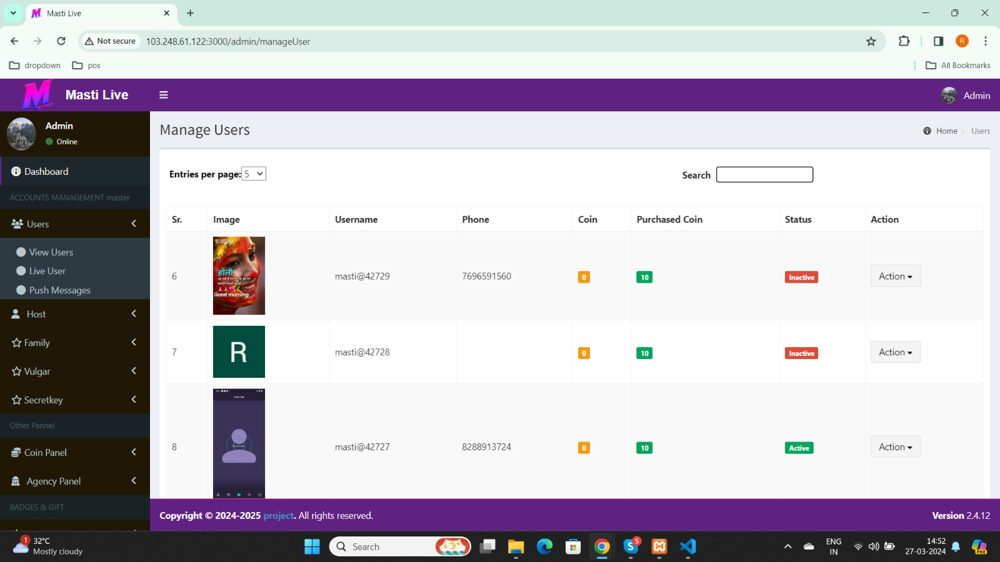 Masti Live
Not secure
103.248.61.122:3000/admin/manageUser
R
dropdown
pos
All Bookmarks
M
Masti Live
Admin
Admin
Online
Manage Users
Home > Users
Dashboard
Entries per page: 5
Search
ACCOUNTS MANAGEMENT master
Users
View Users
Live User
Push Messages
Host
Family
Vulgar
Secretkey
Other Pannel
Coin Panel
Agency Panel
BADGES & GIFT
Sr. Image Username Phone Coin Purchased Coin Status Action
6 masti@42729 7696591560 0 10 Inactive Action
होली
Good morning
7 R masti@42728 0 10 Inactive Action
8 masti@42727 8288913724 0 10 Active Action
Copyright © 2024-2025 project. All rights reserved.
Version 2.4.12
1
32°C
Mostly cloudy
Search
5
ENG
IN
14:52
27-03-2024
PRE